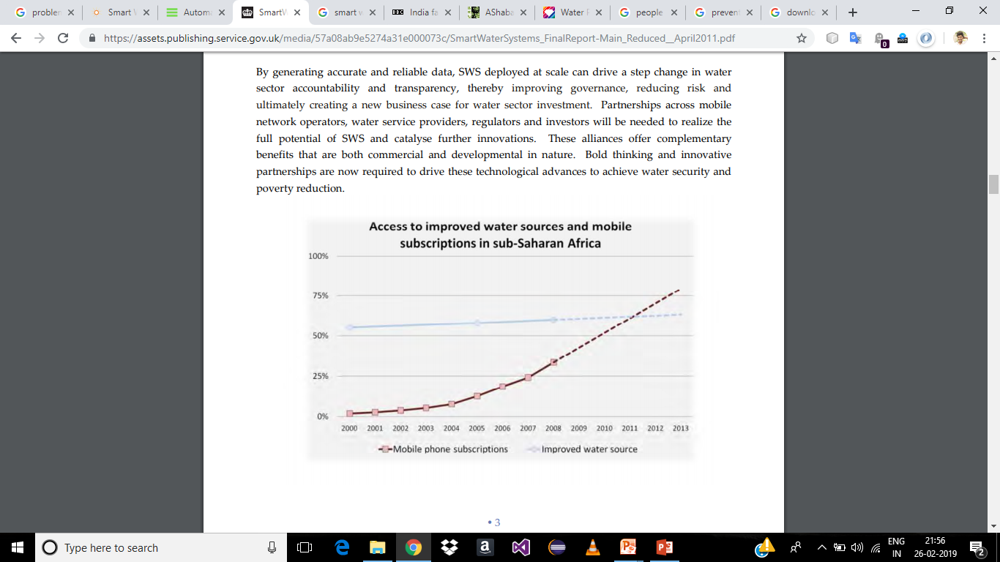 problen
Smart W
Automa
SmartW
smart w
BBC India fa
AShaba
Water F
people
prevent
downlo
https://assets.publishing.service.gov.uk/media/57a08ab9e5274a31e000073c/SmartWaterSystems_FinalReport-Main_Reduced__April2011.pdf
0
By generating accurate and reliable data, SWS deployed at scale can drive a step change in water
sector accountability and transparency, thereby improving governance, reducing risk and
ultimately creating a new business case for water sector investment. Partnerships across mobile
network operators, water service providers, regulators and investors will be needed to realize the
full potential of SWS and catalyse further innovations. These alliances offer complementary
benefits that are both commercial and developmental in nature. Bold thinking and innovative
partnerships are now required to drive these technological advances to achieve water security and
poverty reduction.
Access to improved water sources and mobile
subscriptions in sub-Saharan Africa
100%
75%
50%
25%
0%
2000 2001 2002 2003 2004 2005 2006 2007 2008 2009 2010 2011 2012 2013
Mobile phone subscriptions Improved water source
• 3
Type here to search
ENG
IN
21:56
26-02-2019
2